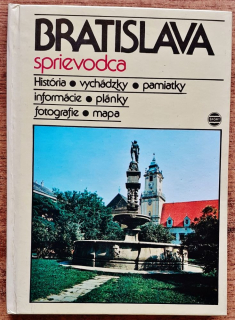 BRATISLAVA
sprievodca
História ● vychádzky ● pamiatky
informácie ● plánky
fotografie ● mapa